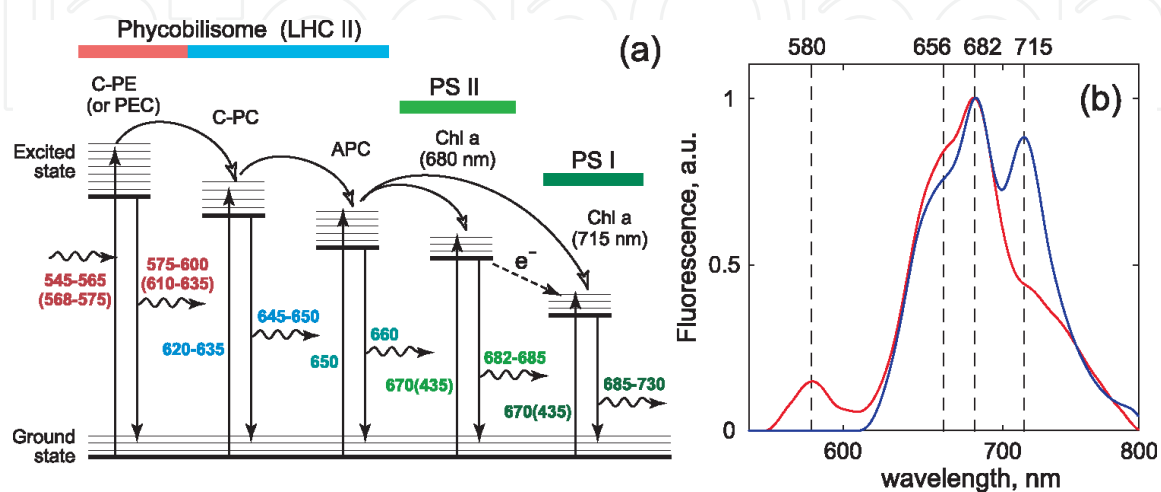 Phycobilisome (LHC II)
(a)
C-PE
(or PEC)
C-PC
APC
PS II
Chl a
(680 nm)
PS I
Chl a
(715 nm)
Excited
state
e⁻
545-565
(568-575)
575-600
(610-635)
620-635
645-650
650
660
670(435)
682-685
670(435)
685-730
Ground
state
580 656 682 715
(b)
1
0.5
0
Fluorescence, a.u.
600 700 800
wavelength, nm